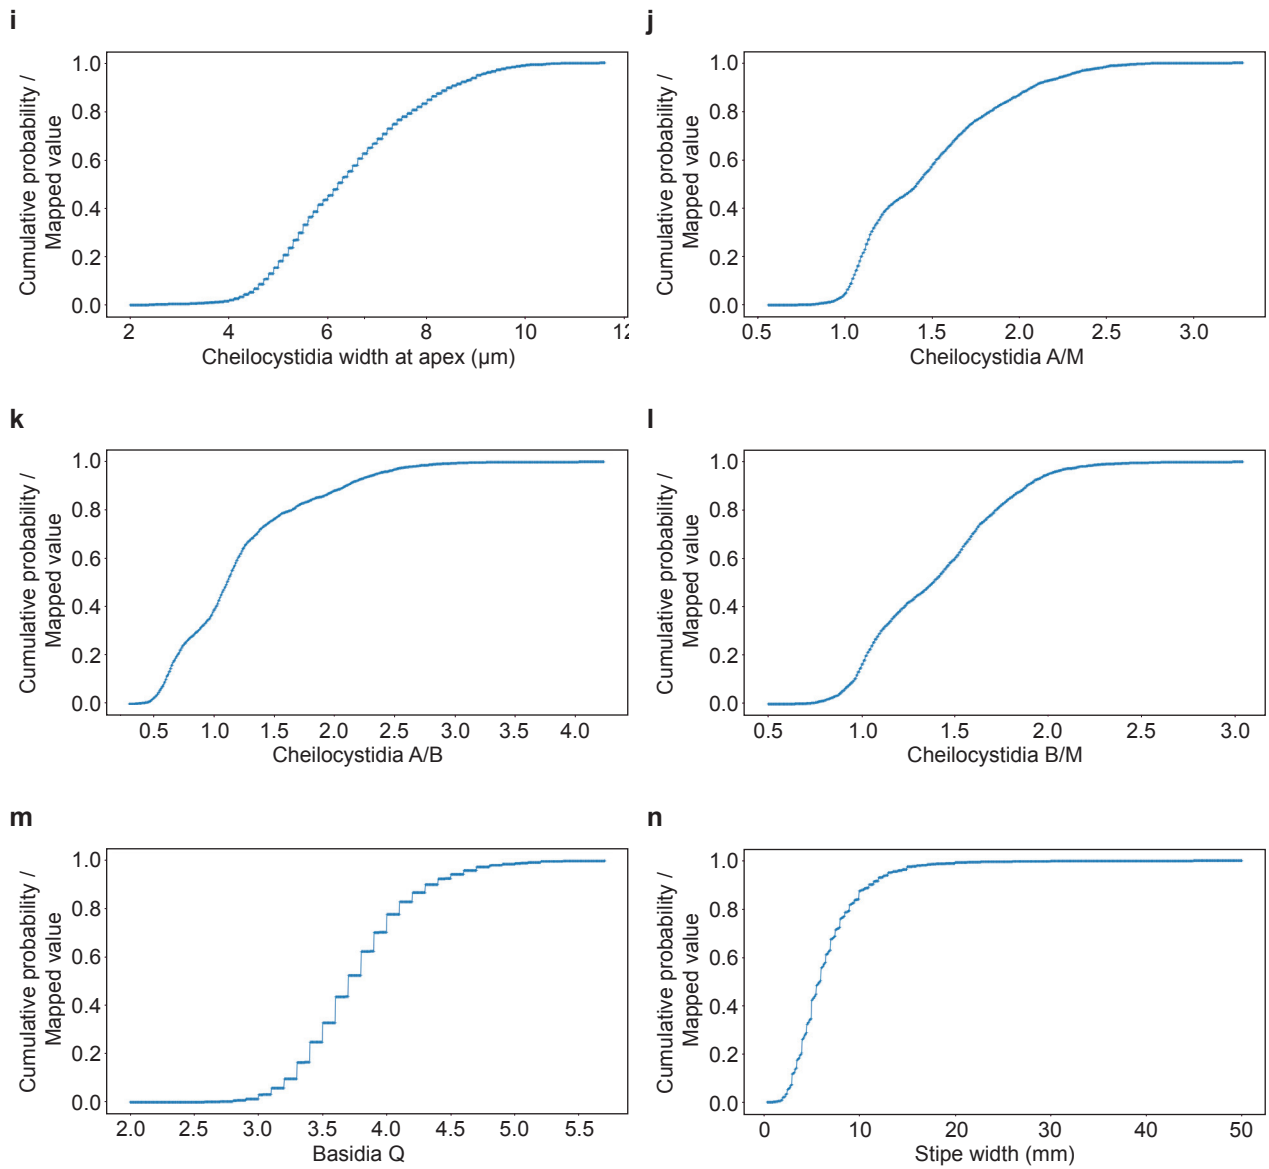 i
Cumulative probability /
Mapped value
1.0
0.8
0.6
0.4
0.2
0.0
2 4 6 8 10 12
Cheilocystidia width at apex (µm)
j
Cumulative probability /
Mapped value
1.0
0.8
0.6
0.4
0.2
0.0
0.5 1.0 1.5 2.0 2.5 3.0
Cheilocystidia A/M
k
Cumulative probability /
Mapped value
1.0
0.8
0.6
0.4
0.2
0.0
0.5 1.0 1.5 2.0 2.5 3.0 3.5 4.0
Cheilocystidia A/B
l
Cumulative probability /
Mapped value
1.0
0.8
0.6
0.4
0.2
0.0
0.5 1.0 1.5 2.0 2.5 3.0
Cheilocystidia B/M
m
Cumulative probability /
Mapped value
1.0
0.8
0.6
0.4
0.2
0.0
2.0 2.5 3.0 3.5 4.0 4.5 5.0 5.5
Basidia Q
n
Cumulative probability /
Mapped value
1.0
0.8
0.6
0.4
0.2
0.0
0 10 20 30 40 50
Stipe width (mm)